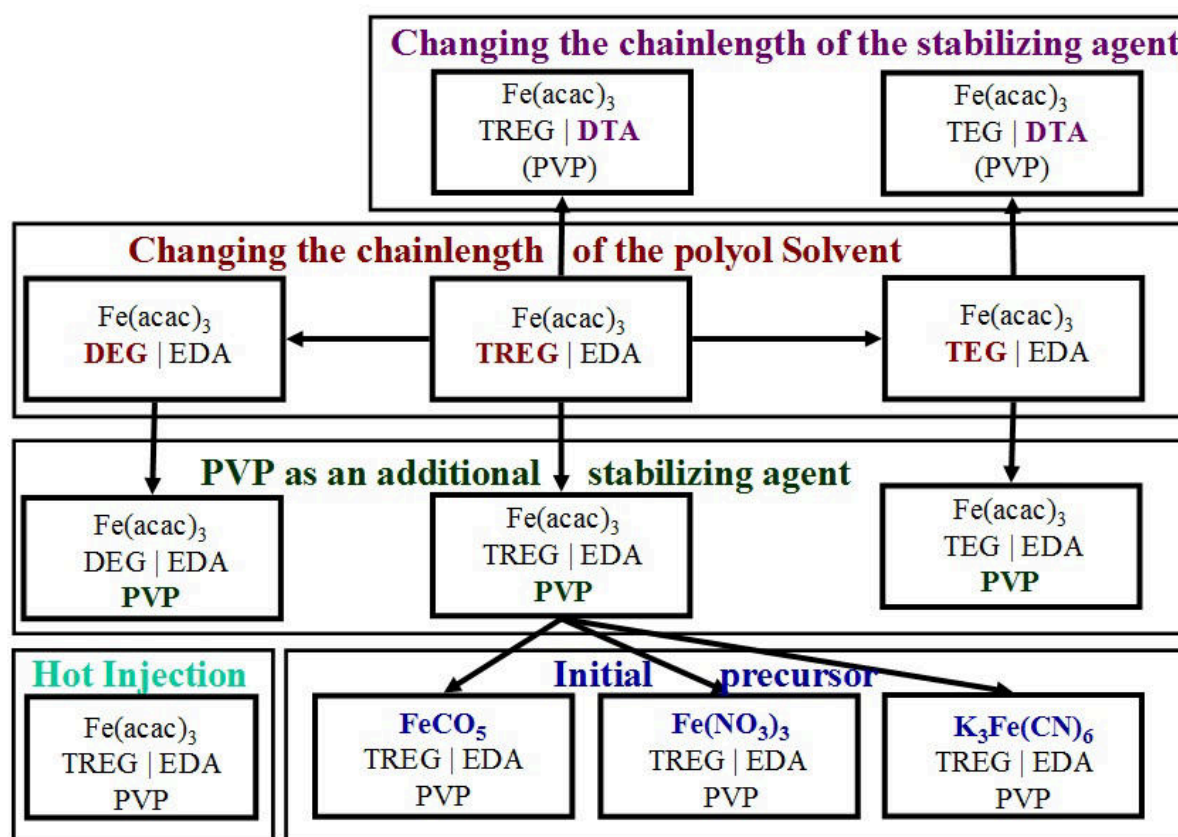 Changing the chainlength of the stabilizing agent
Fe(acac)₃
TREG | DTA
(PVP)
Fe(acac)₃
TEG | DTA
(PVP)
Changing the chainlength of the polyol Solvent
Fe(acac)₃
DEG | EDA
Fe(acac)₃
TREG | EDA
Fe(acac)₃
TEG | EDA
PVP as an additional stabilizing agent
Fe(acac)₃
DEG | EDA
PVP
Fe(acac)₃
TREG | EDA
PVP
Fe(acac)₃
TEG | EDA
PVP
Hot Injection
Fe(acac)₃
TREG | EDA
PVP
Initial precursor
FeCO₅
TREG | EDA
PVP
Fe(NO₃)₃
TREG | EDA
PVP
K₃Fe(CN)₆
TREG | EDA
PVP